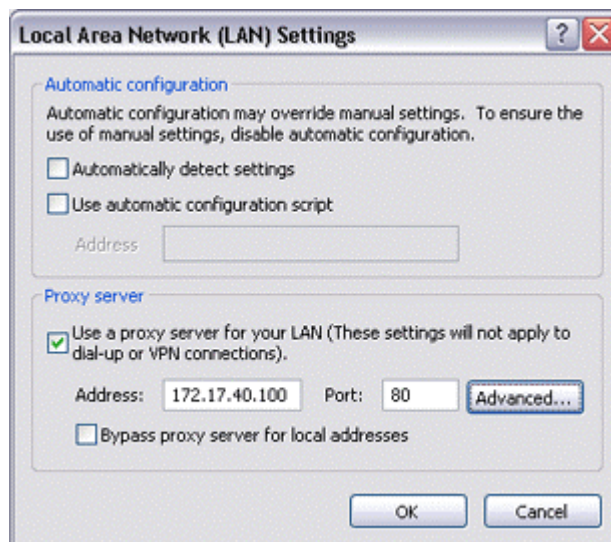 Local Area Network (LAN) Settings
?
Automatic configuration
Automatic configuration may override manual settings. To ensure the
use of manual settings, disable automatic configuration.
Automatically detect settings
Use automatic configuration script
Address
Proxy server
Use a proxy server for your LAN (These settings will not apply to
dial-up or VPN connections).
Address: 172.17.40.100 Port: 80 Advanced...
Bypass proxy server for local addresses
OK Cancel